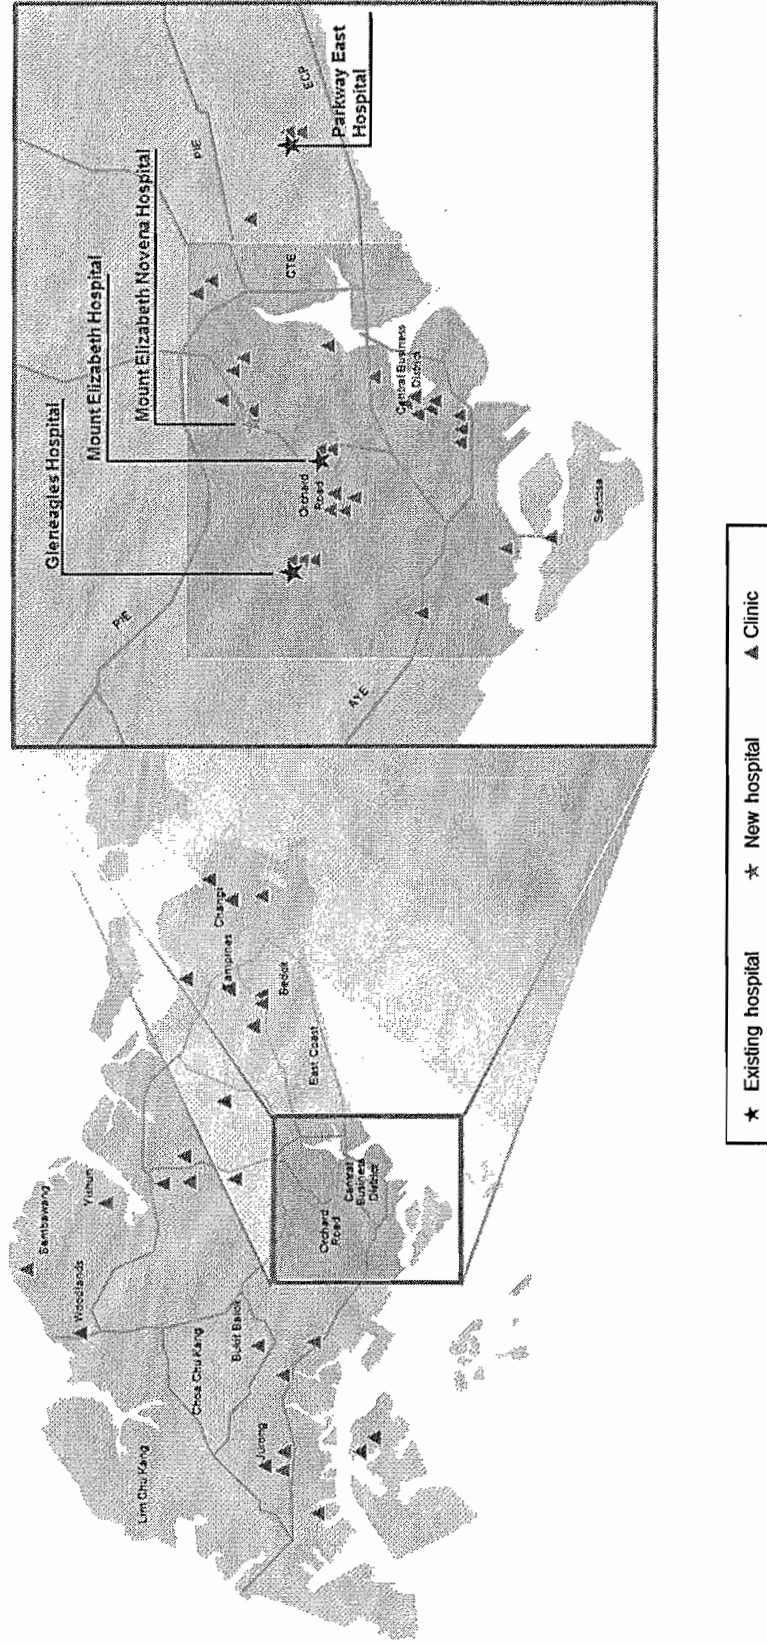 Sembawang
Yishun
Woodlands
Lim Chu Kang
Choa Chu Kang
Bukit Batok
Jurong
Changi
Tampines
Bedok
East Coast
Orchard
Road
Central
Business
District
Gleneagles Hospital
Mount Elizabeth Hospital
Mount Elizabeth Novena Hospital
Parkway East
Hospital
PIE
PIE
ECP
CTE
AYE
Orchard
Road
Central Business
District
Sentosa
Existing hospital
New hospital
Clinic